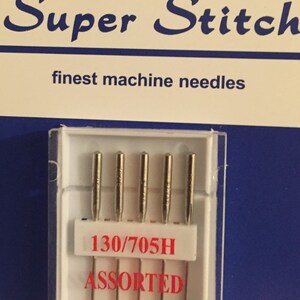 Super Stitch
finest machine needles
130/705H
ASSORTED